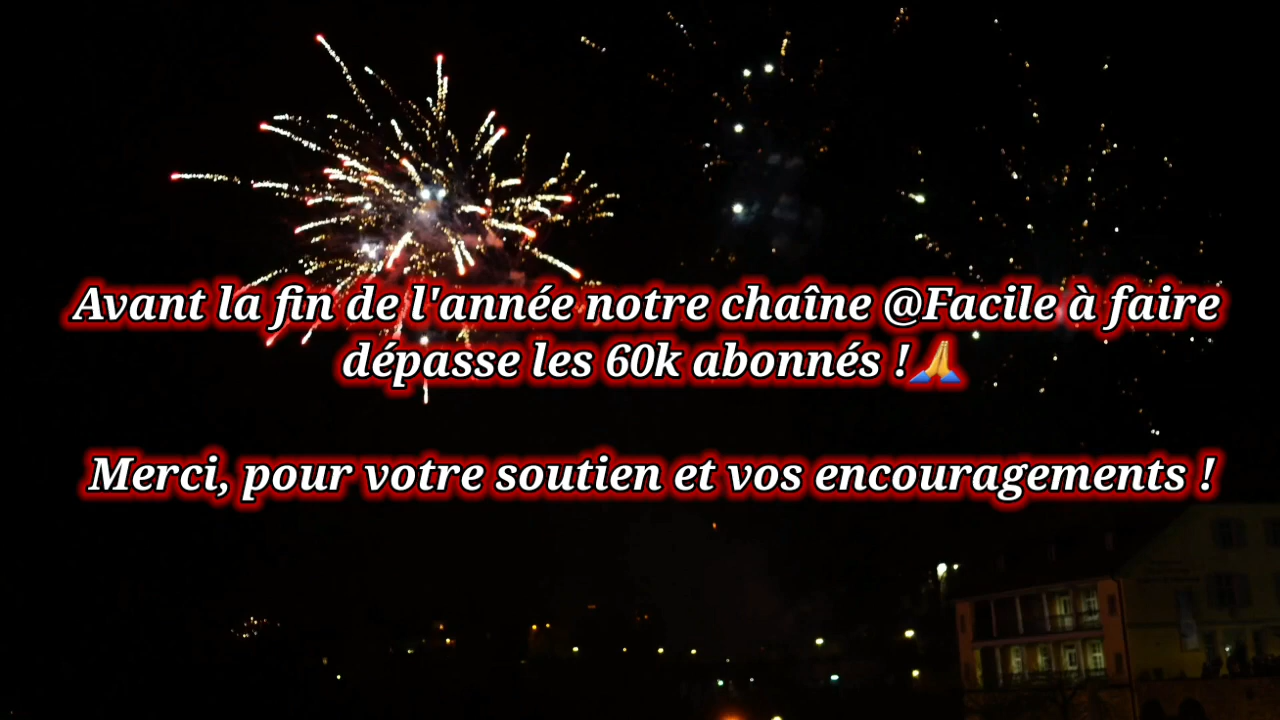 Avant la fin de l'année notre chaîne @Facile à faire
dépasse les 60k abonnés !🙏
Merci, pour votre soutien et vos encouragements !